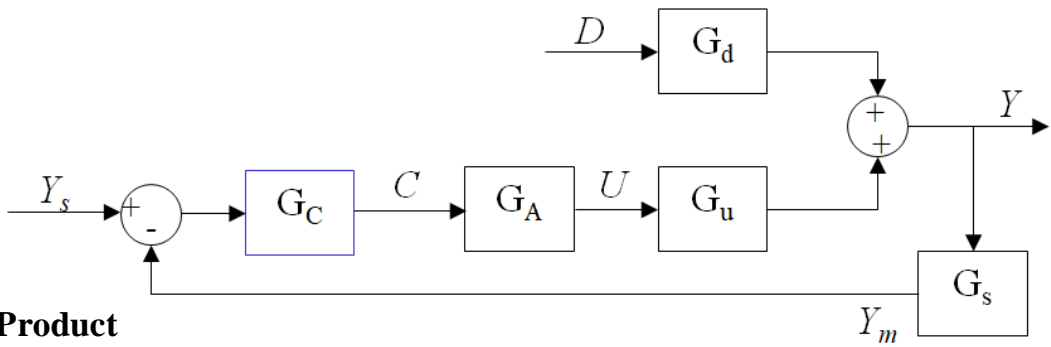 D
G_d
+
+
Y
Y_s
+
-
G_C
C
G_A
U
G_u
G_s
Y_m
Product